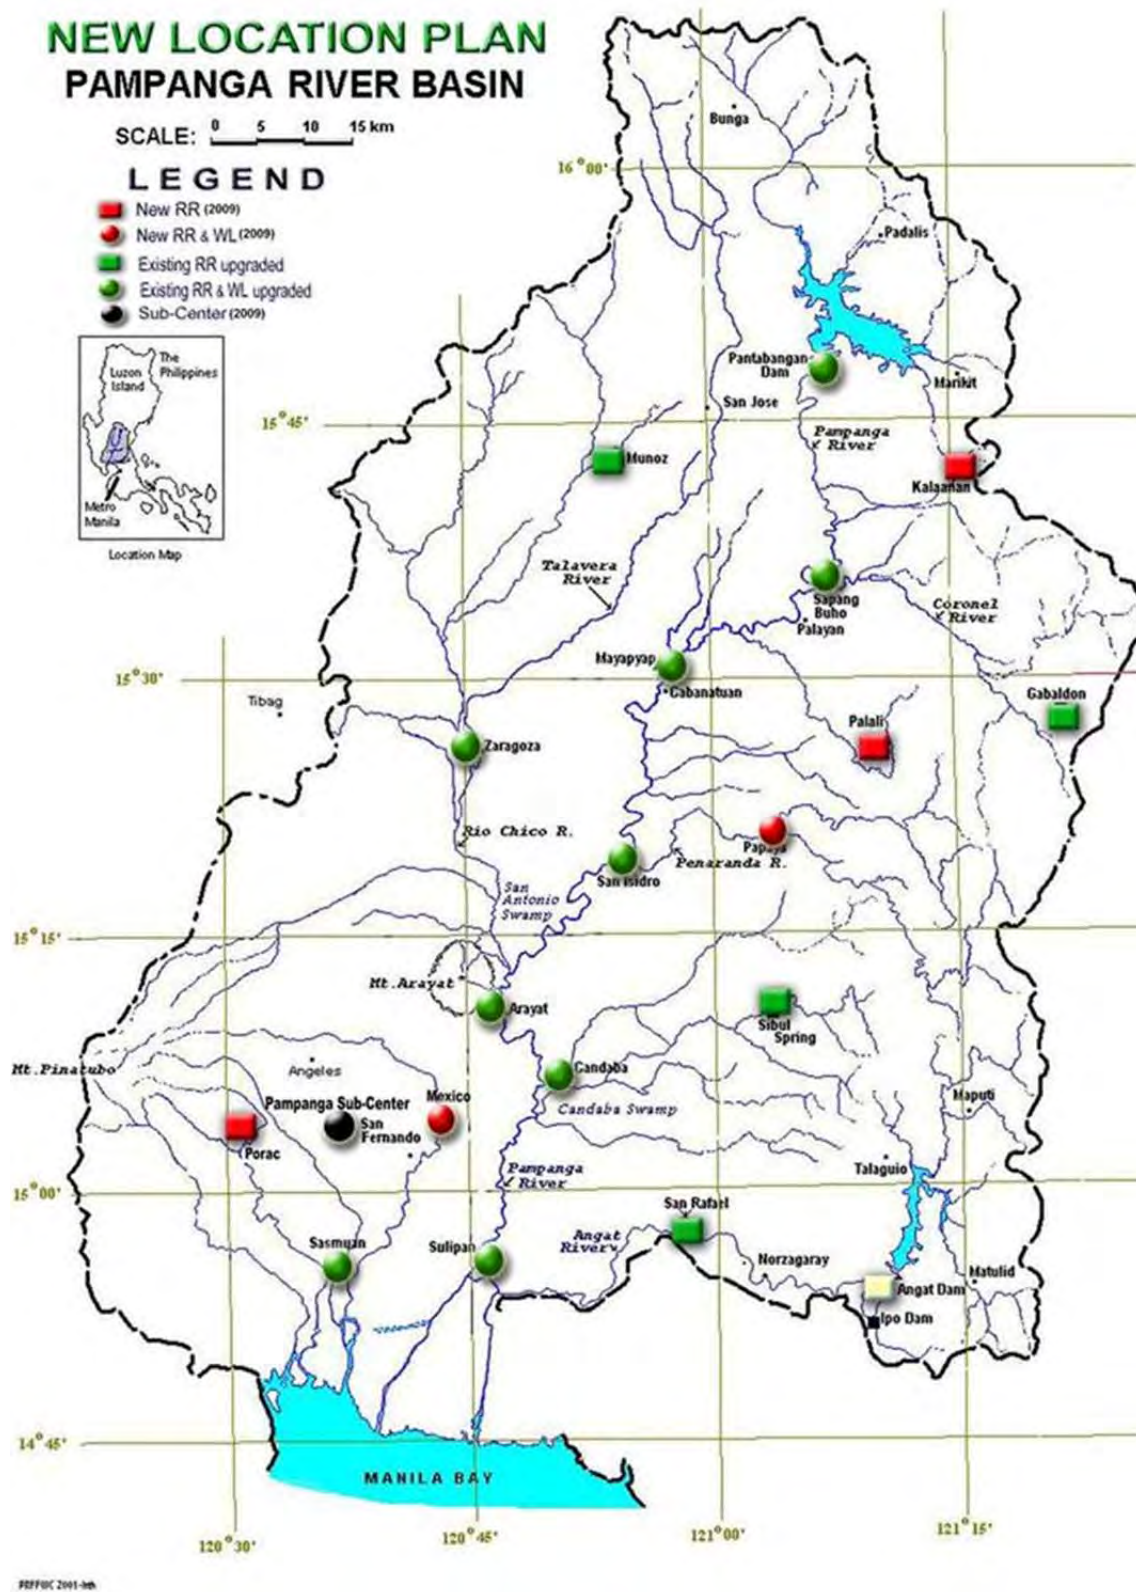 NEW LOCATION PLAN
PAMPANGA RIVER BASIN
SCALE: 0 5 10 15 km
LEGEND
New RR (2009)
New RR & WL (2009)
Existing RR upgraded
Existing RR & WL upgraded
Sub-Center (2009)
Luzon
Island
The
Philippines
Metro
Manila
Location Map
Bunga
16°00'
Padalis
Pantabangan
Dam
Marikit
San Jose
15°45'
Pampanga
River
Munoz
Kalaanan
Talavera
River
Sapang
Buho
Coronel
River
Palayan
Mayapyap
15°30'
Cabanatuan
Tibag
Gabaldon
Palali
Zaragoza
Rio Chico R.
Papaya
Penaranda R.
San Isidro
San
Antonio
Swamp
15°15'
Mt.Arayat
Arayat
Sibul
Spring
Mt.Pinatubo
Angeles
Candaba
Candaba Swamp
Maputi
Mexico
Pampanga Sub-Center
San
Fernando
Porac
Talaguio
Pampanga
River
15°00'
San Rafael
Angat
River
Sasmuan
Sulipan
Norzagaray
Matulid
Angat Dam
Ipo Dam
14°45'
MANILA BAY
120°30'
120°45'
121°00'
121°15'